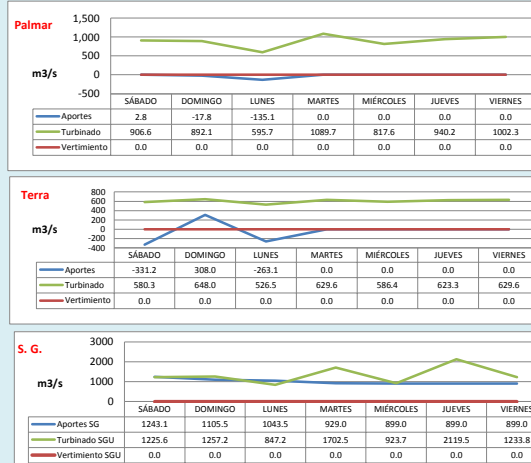 Palmar
m3/s
1,500
1,000
500
0
-500
SÁBADO DOMINGO LUNES MARTES MIÉRCOLES JUEVES VIERNES
Aportes 2.8 -17.8 -135.1 0.0 0.0 0.0 0.0
Turbinado 906.6 892.1 595.7 1089.7 817.6 940.2 1002.3
Vertimiento 0.0 0.0 0.0 0.0 0.0 0.0 0.0
Terra
m3/s
800
600
400
200
0
-200
-400
SÁBADO DOMINGO LUNES MARTES MIÉRCOLES JUEVES VIERNES
Aportes -331.2 308.0 -263.1 0.0 0.0 0.0 0.0
Turbinado 580.3 648.0 526.5 629.6 586.4 623.3 629.6
Vertimiento 0.0 0.0 0.0 0.0 0.0 0.0 0.0
S. G.
m3/s
3000
2000
1000
0
SÁBADO DOMINGO LUNES MARTES MIÉRCOLES JUEVES VIERNES
Aportes SG 1243.1 1105.5 1043.5 929.0 899.0 899.0 899.0
Turbinado SGU 1225.6 1257.2 847.2 1702.5 923.7 2119.5 1233.8
Vertimiento SGU 0.0 0.0 0.0 0.0 0.0 0.0 0.0